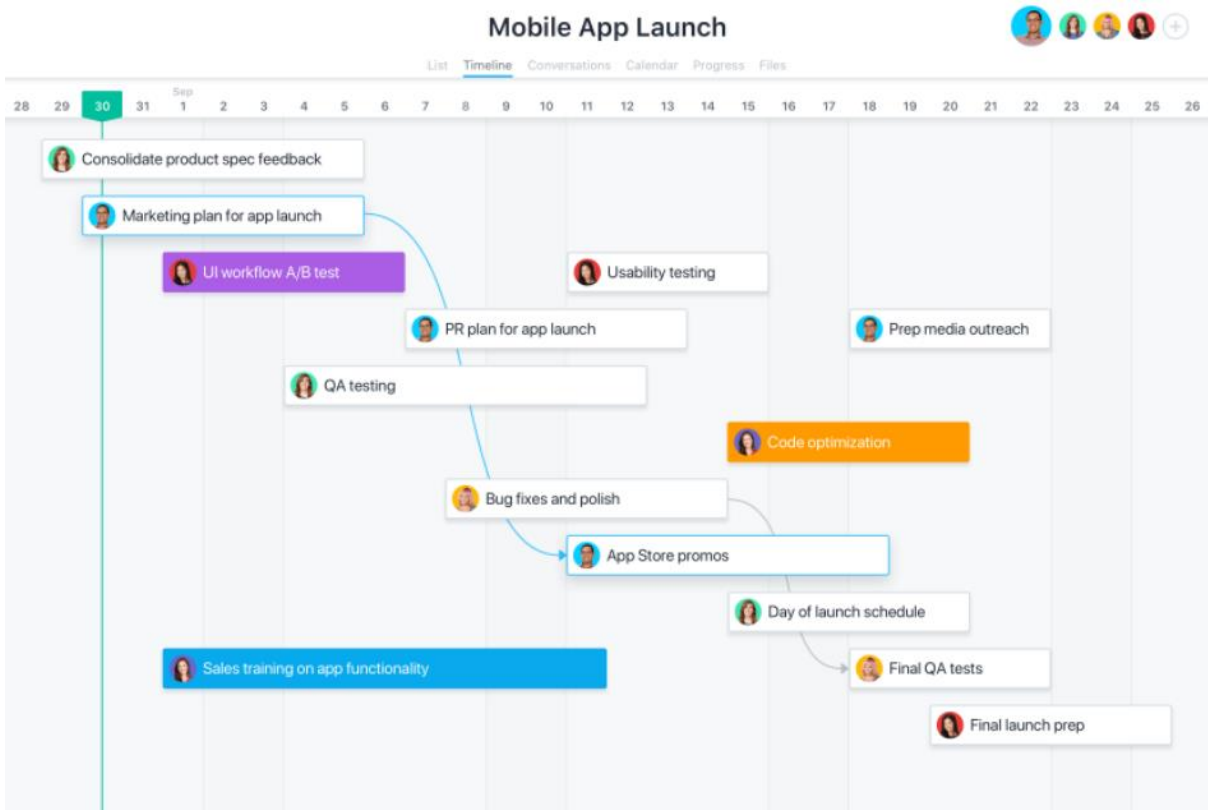 Mobile App Launch
+
List Timeline Conversations Calendar Progress Files
Sep
28 29 30 31 1 2 3 4 5 6 7 8 9 10 11 12 13 14 15 16 17 18 19 20 21 22 23 24 25 26
Consolidate product spec feedback
Marketing plan for app launch
UI workflow A/B test
Usability testing
PR plan for app launch
Prep media outreach
QA testing
Code optimization
Bug fixes and polish
App Store promos
Day of launch schedule
Sales training on app functionality
Final QA tests
Final launch prep